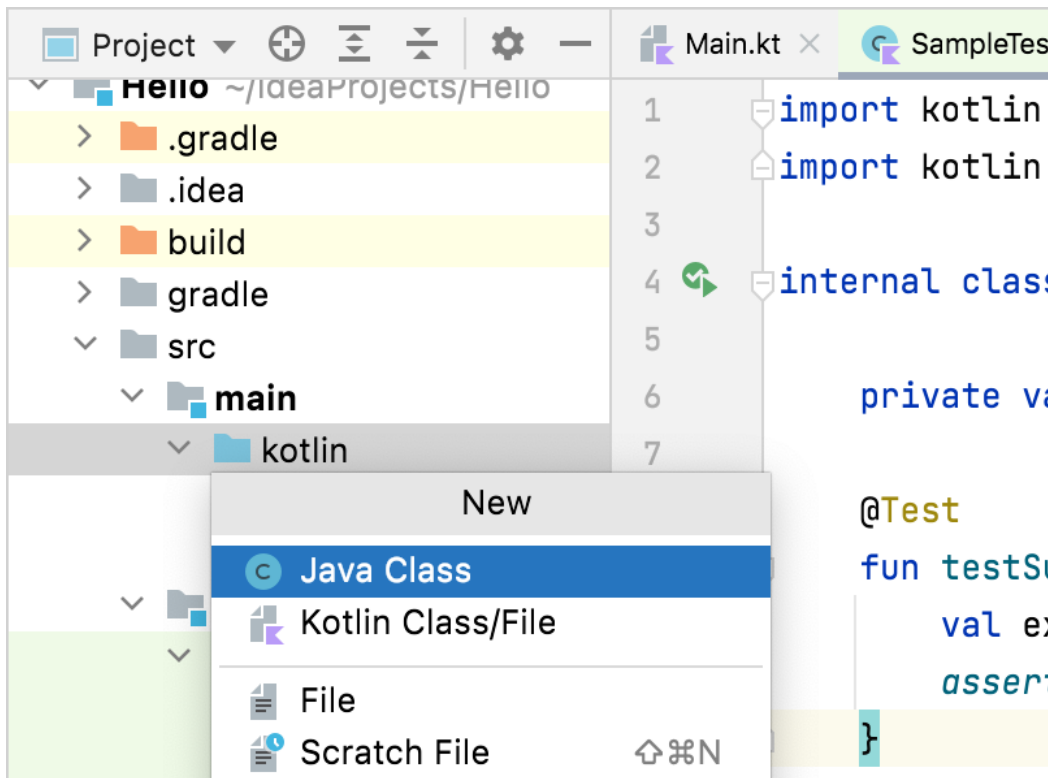 Project
Main.kt
SampleTes
Hello ~/IdeaProjects/Hello
.gradle
.idea
build
gradle
src
main
kotlin
New
Java Class
Kotlin Class/File
File
Scratch File ⇧⌘N
1 import kotlin
2 import kotlin
3
4 internal class
5
6 private va
7
@Test
fun testSu
val ex
assert
}